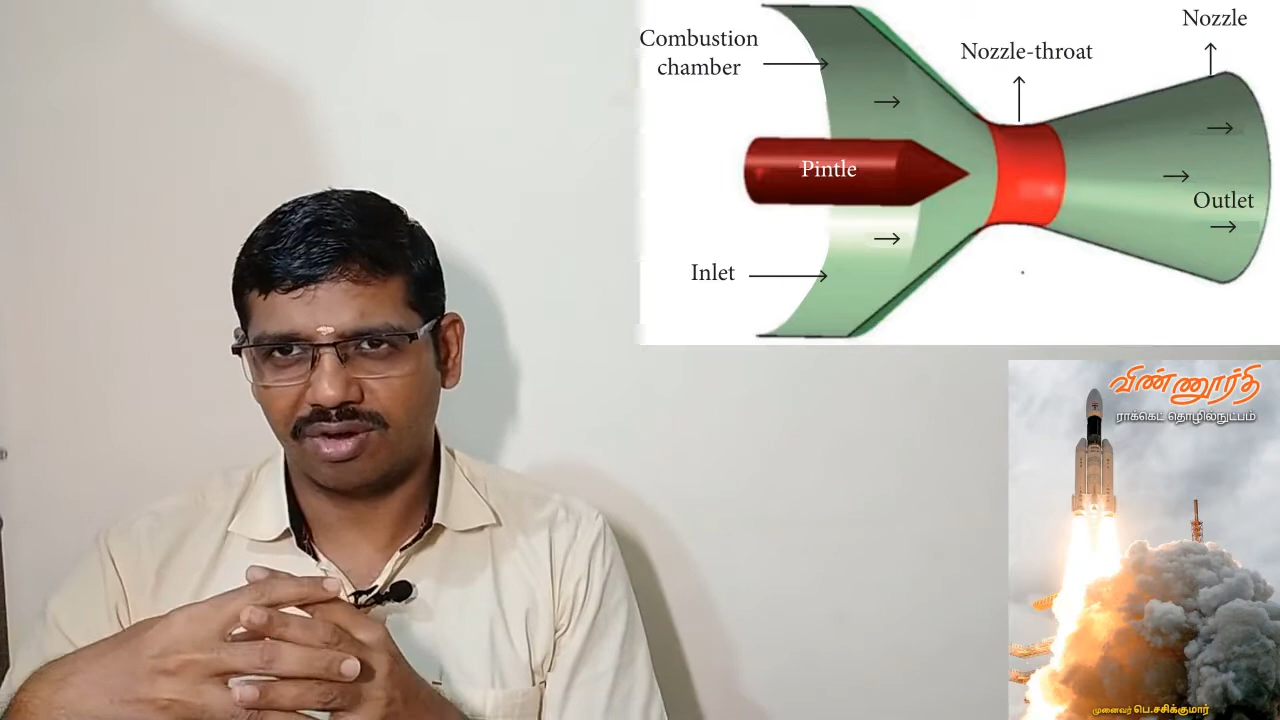 Combustion
chamber
Nozzle-throat
Nozzle
Pintle
Outlet
Inlet
விண்ணூர்தி
ராக்கெட் தொழில்நுட்பம்
முனைவர் பெ.சசிக்குமார்